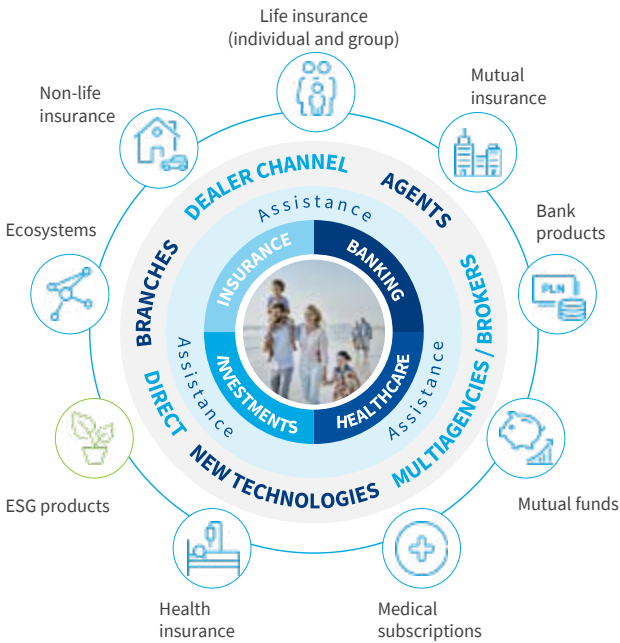 Life insurance
(individual and group)
Mutual
insurance
Bank
products
PLN
Mutual funds
Medical
subscriptions
Health
insurance
ESG products
Ecosystems
Non-life
insurance
DEALER CHANNEL
AGENTS
MULTIAGENCIES / BROKERS
NEW TECHNOLOGIES
DIRECT
BRANCHES
Assistance
Assistance
Assistance
INSURANCE
BANKING
HEALTHCARE
INVESTMENTS